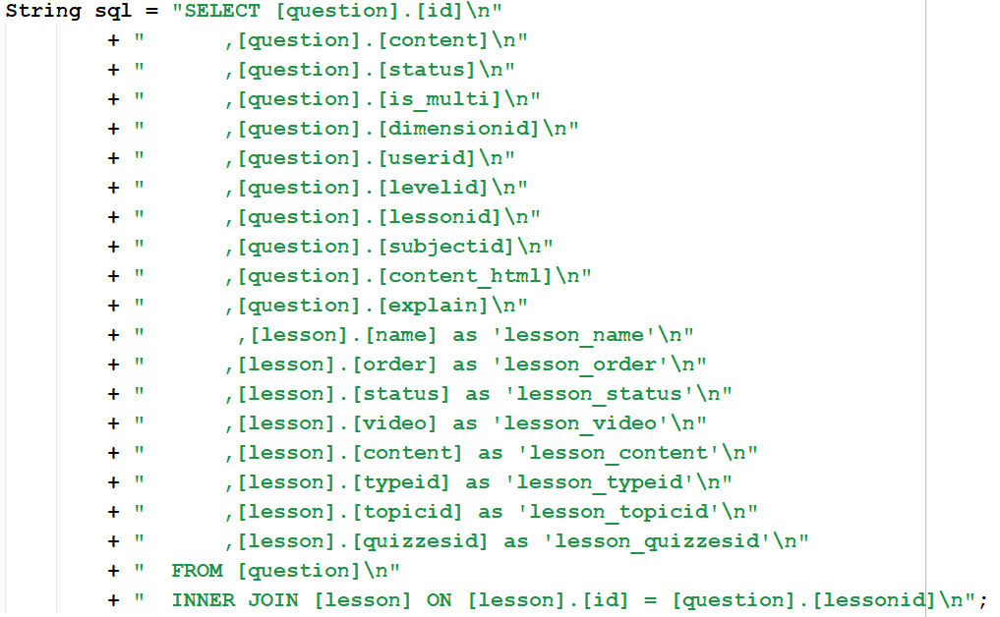 String sql = "SELECT [question].[id]\n"
+ "      ,[question].[content]\n"
+ "      ,[question].[status]\n"
+ "      ,[question].[is_multi]\n"
+ "      ,[question].[dimensionid]\n"
+ "      ,[question].[userid]\n"
+ "      ,[question].[levelid]\n"
+ "      ,[question].[lessonid]\n"
+ "      ,[question].[subjectid]\n"
+ "      ,[question].[content_html]\n"
+ "      ,[question].[explain]\n"
+ "       ,[lesson].[name] as 'lesson_name'\n"
+ "      ,[lesson].[order] as 'lesson_order'\n"
+ "      ,[lesson].[status] as 'lesson_status'\n"
+ "      ,[lesson].[video] as 'lesson_video'\n"
+ "      ,[lesson].[content] as 'lesson_content'\n"
+ "      ,[lesson].[typeid] as 'lesson_typeid'\n"
+ "      ,[lesson].[topicid] as 'lesson_topicid'\n"
+ "      ,[lesson].[quizzesid] as 'lesson_quizzesid'\n"
+ "  FROM [question]\n"
+ "  INNER JOIN [lesson] ON [lesson].[id] = [question].[lessonid]\n";